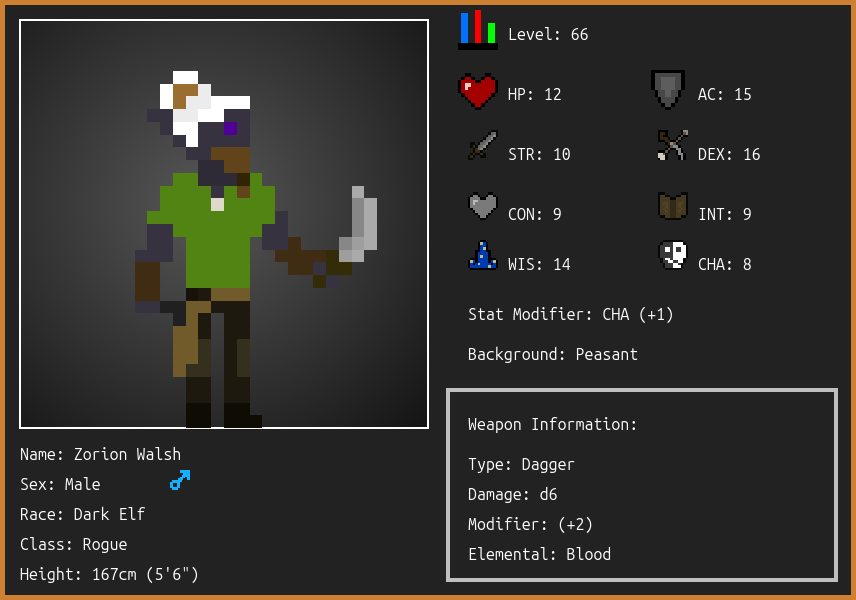 Level: 66
HP: 12
AC: 15
STR: 10
DEX: 16
CON: 9
INT: 9
WIS: 14
CHA: 8
Stat Modifier: CHA (+1)
Background: Peasant
Weapon Information:
Type: Dagger
Damage: d6
Modifier: (+2)
Elemental: Blood
Name: Zorion Walsh
Sex: Male
Race: Dark Elf
Class: Rogue
Height: 167cm (5'6")